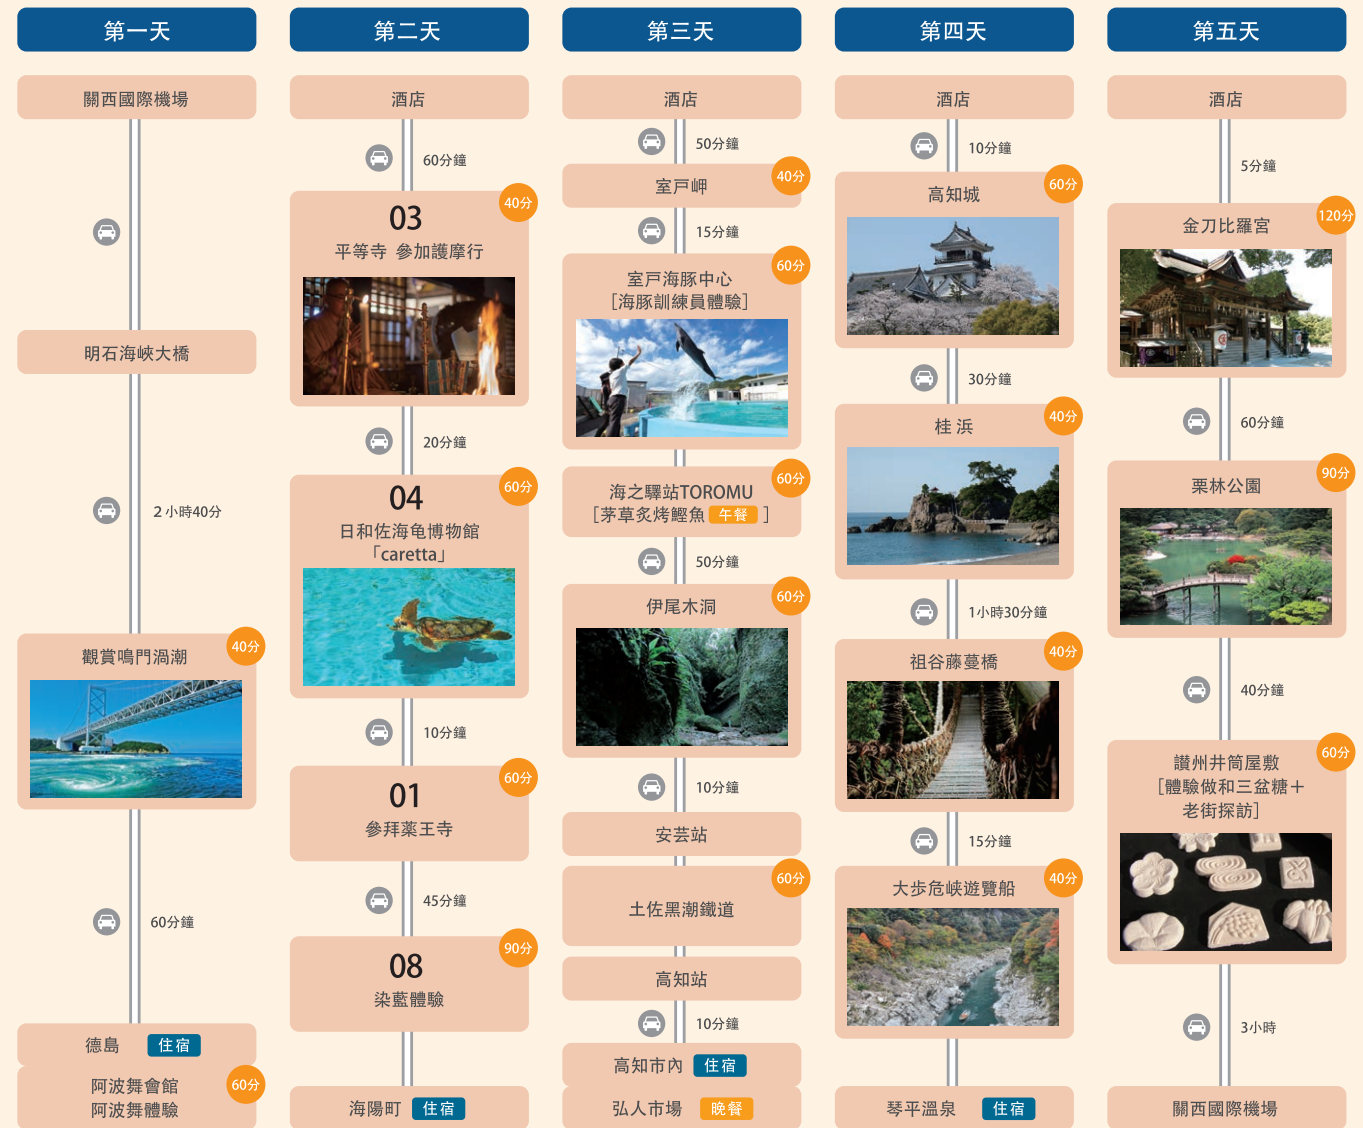 第一天
關西國際機場
明石海峽大橋
2 小時40分
觀賞鳴門渦潮
40分
60分鐘
德島 住宿
阿波舞會館
阿波舞體驗
60分
第二天
酒店
60分鐘
03
平等寺 參加護摩行
40分
20分鐘
04
日和佐海龟博物館
「caretta」
60分
10分鐘
01
參拜薬王寺
60分
45分鐘
08
染藍體驗
90分
海陽町 住宿
第三天
酒店
50分鐘
室戸岬
40分
15分鐘
室戸海豚中心
[海豚訓練員體驗]
60分
海之驛站TOROMU
[茅草炙烤鰹魚 午餐 ]
60分
50分鐘
伊尾木洞
60分
10分鐘
安芸站
土佐黑潮鐵道
60分
高知站
10分鐘
高知市內 住宿
弘人市場 晚餐
第四天
酒店
10分鐘
高知城
60分
30分鐘
桂 浜
40分
1小時30分鐘
祖谷藤蔓橋
40分
15分鐘
大歩危峽遊覽船
40分
琴平溫泉 住宿
第五天
酒店
5分鐘
金刀比羅宮
120分
60分鐘
栗林公園
90分
40分鐘
讃州井筒屋敷
[體驗做和三盆糖＋
老街探訪]
60分
3小時
關西國際機場